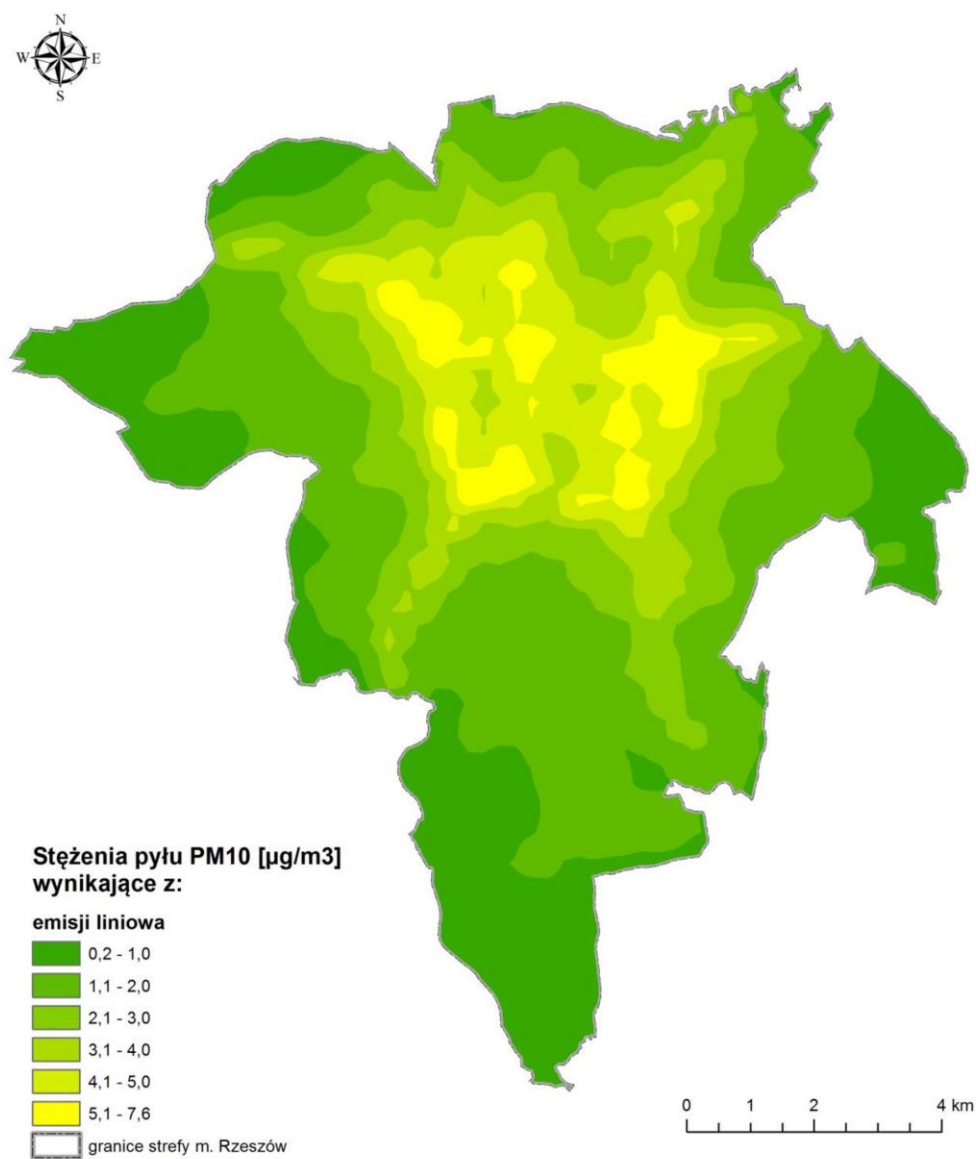 N
W E
S
Stężenia pyłu PM10 [µg/m3]
wynikające z:
emisji liniowa
0,2 - 1,0
1,1 - 2,0
2,1 - 3,0
3,1 - 4,0
4,1 - 5,0
5,1 - 7,6
granice strefy m. Rzeszów
0 1 2 4 km